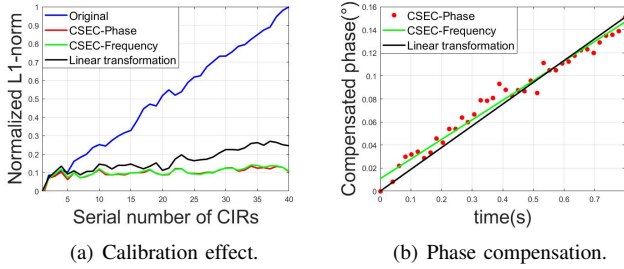 Normalized L1-norm
1
0.9
0.8
0.7
0.6
0.5
0.4
0.3
0.2
0.1
0
Original
CSEC-Phase
CSEC-Frequency
Linear transformation
5
10
15
20
25
30
35
40
Serial number of CIRs
(a) Calibration effect.
Compensated phase(°)
0.16
0.14
0.12
0.1
0.08
0.06
0.04
0.02
0
CSEC-Phase
CSEC-Frequency
Linear transformation
0
0.1
0.2
0.3
0.4
0.5
0.6
0.7
time(s)
(b) Phase compensation.